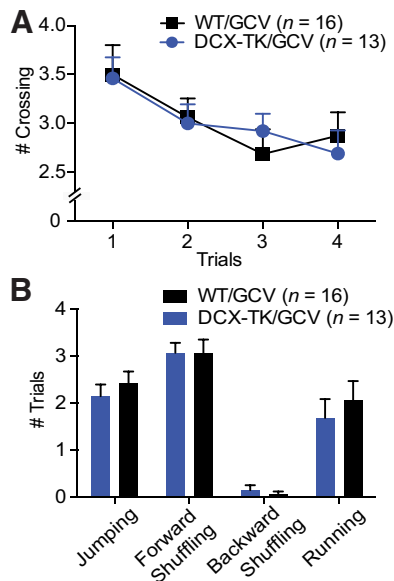 A
WT/GCV (n = 16)
DCX-TK/GCV (n = 13)
# Crossing
4.0
3.5
3.0
2.5
0
1 2 3 4
Trials
B
WT/GCV (n = 16)
DCX-TK/GCV (n = 13)
# Trials
4
3
2
1
0
Jumping
Forward
Shuffling
Backward
Shuffling
Running